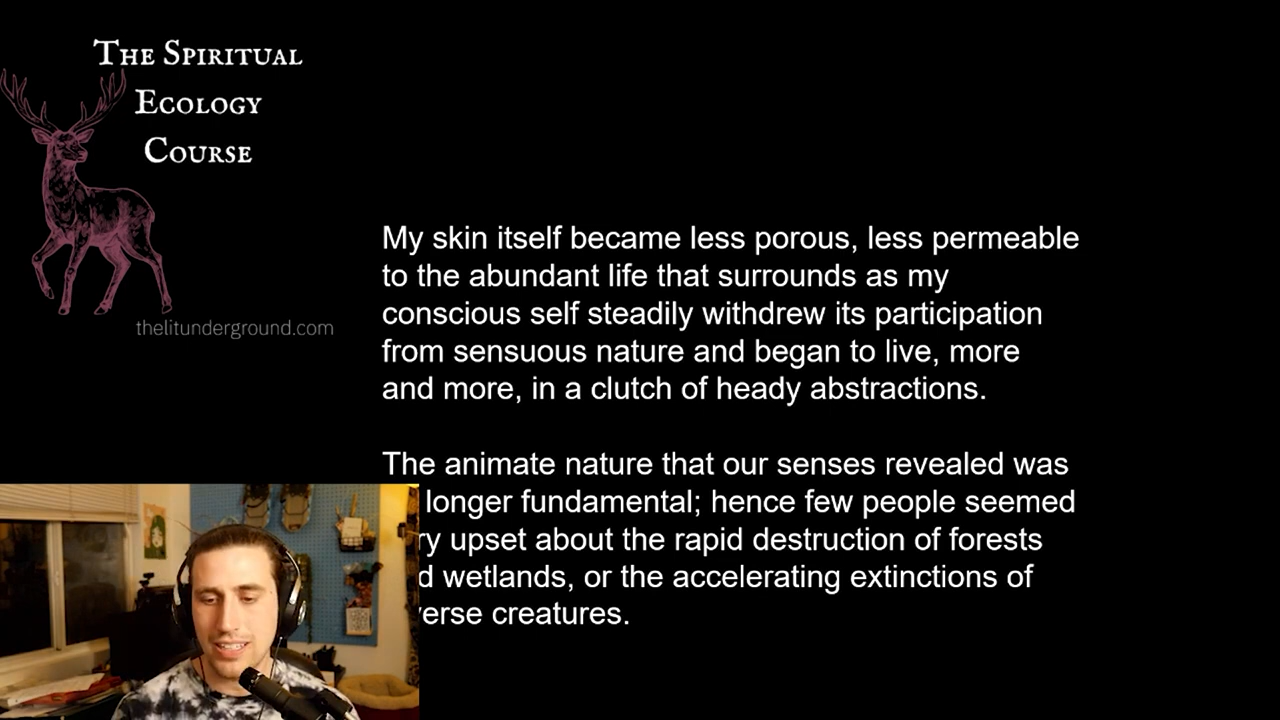 The Spiritual
Ecology
Course
thelitunderground.com
My skin itself became less porous, less permeable
to the abundant life that surrounds as my
conscious self steadily withdrew its participation
from sensuous nature and began to live, more
and more, in a clutch of heady abstractions.
The animate nature that our senses revealed was
longer fundamental; hence few people seemed
ry upset about the rapid destruction of forests
d wetlands, or the accelerating extinctions of
verse creatures.